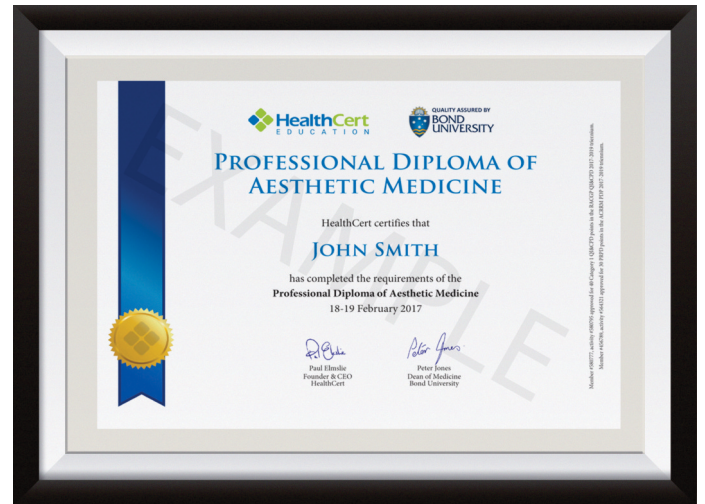 HealthCert
EDUCATION
QUALITY ASSURED BY
BOND
UNIVERSITY
PROFESSIONAL DIPLOMA OF
AESTHETIC MEDICINE
HealthCert certifies that
JOHN SMITH
has completed the requirements of the
Professional Diploma of Aesthetic Medicine
18-19 February 2017
Paul Elmslie
Founder & CEO
HealthCert
Peter Jones
Peter Jones
Dean of Medicine
Bond University
EXAMPLE